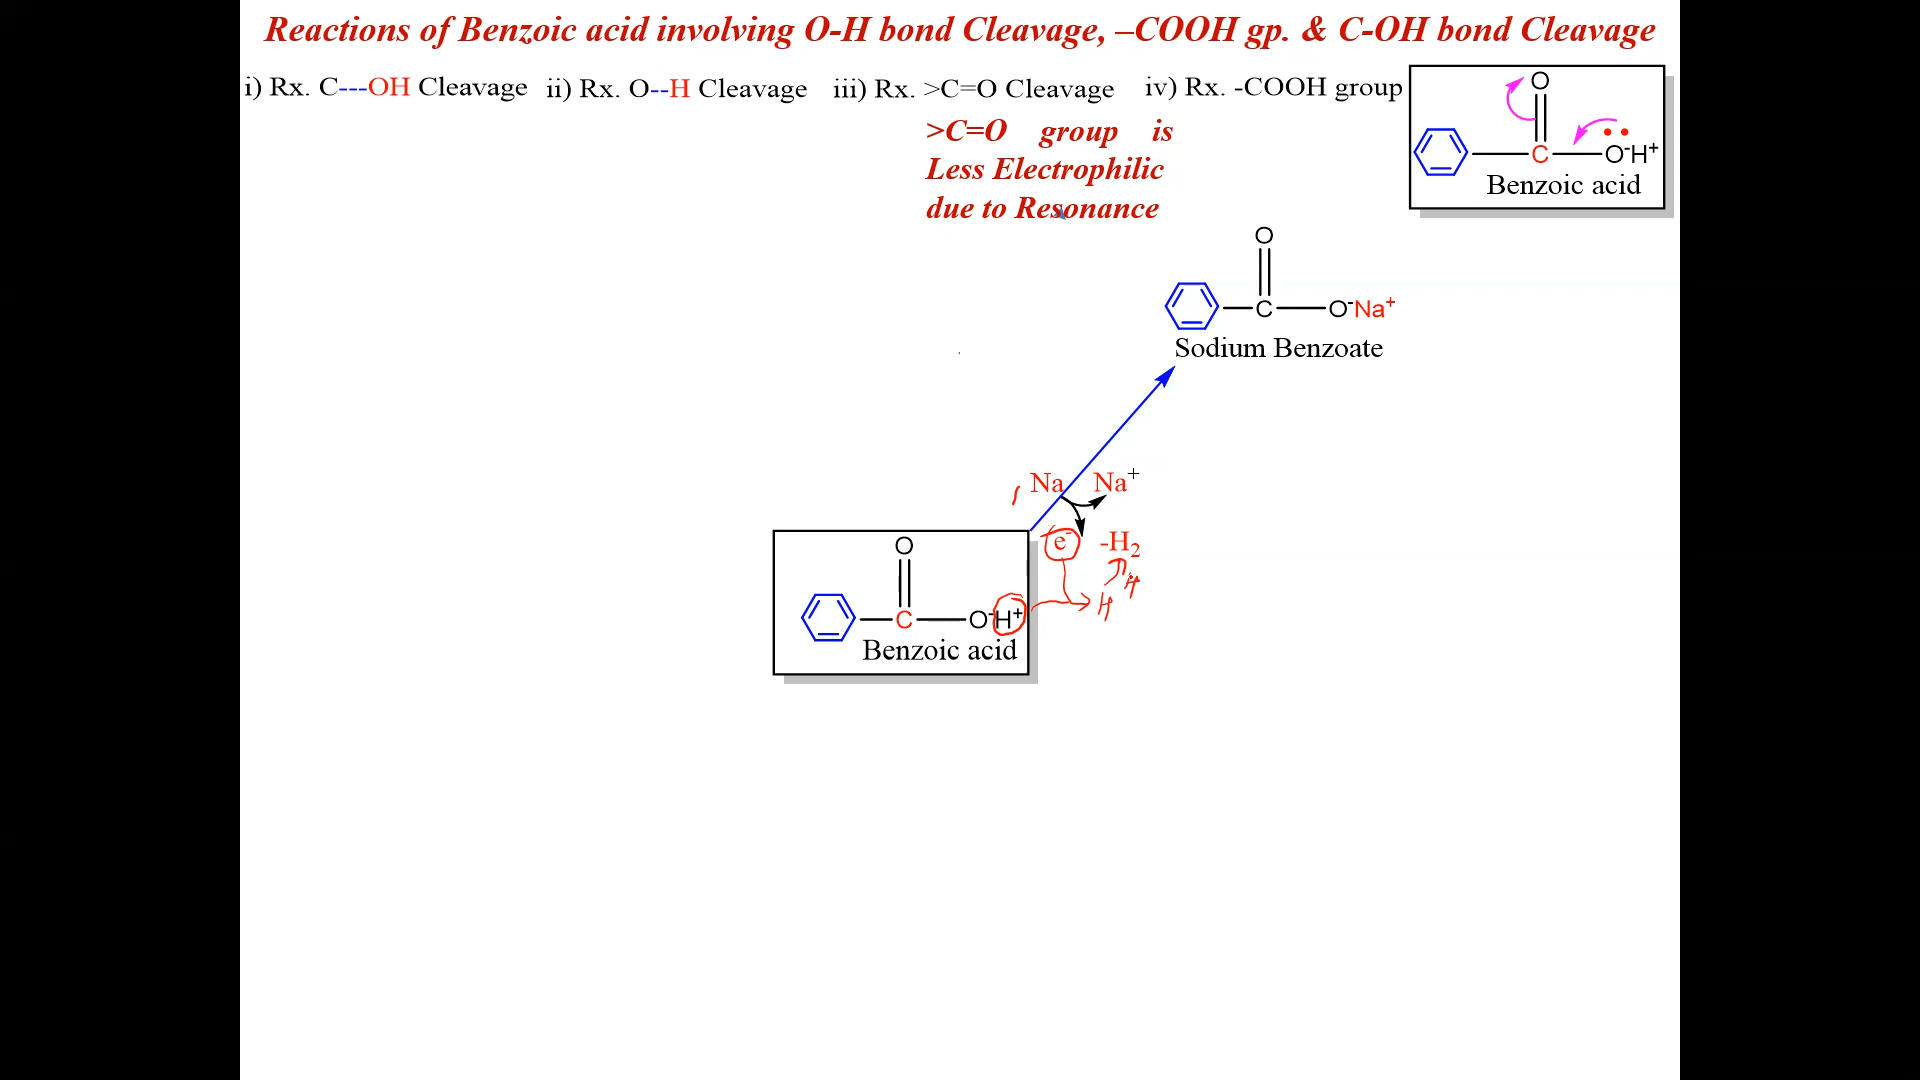 Reactions of Benzoic acid involving O-H bond Cleavage, –COOH gp. & C-OH bond Cleavage
i) Rx. C---OH Cleavage ii) Rx. O--H Cleavage iii) Rx. >C=O Cleavage iv) Rx. -COOH group
>C=O group is
Less Electrophilic
due to Resonance
O
C O⁻H⁺
Benzoic acid
O
C O⁻Na⁺
Sodium Benzoate
Na Na⁺
e⁻ -H₂
H
H
O
C O⁻H⁺
Benzoic acid